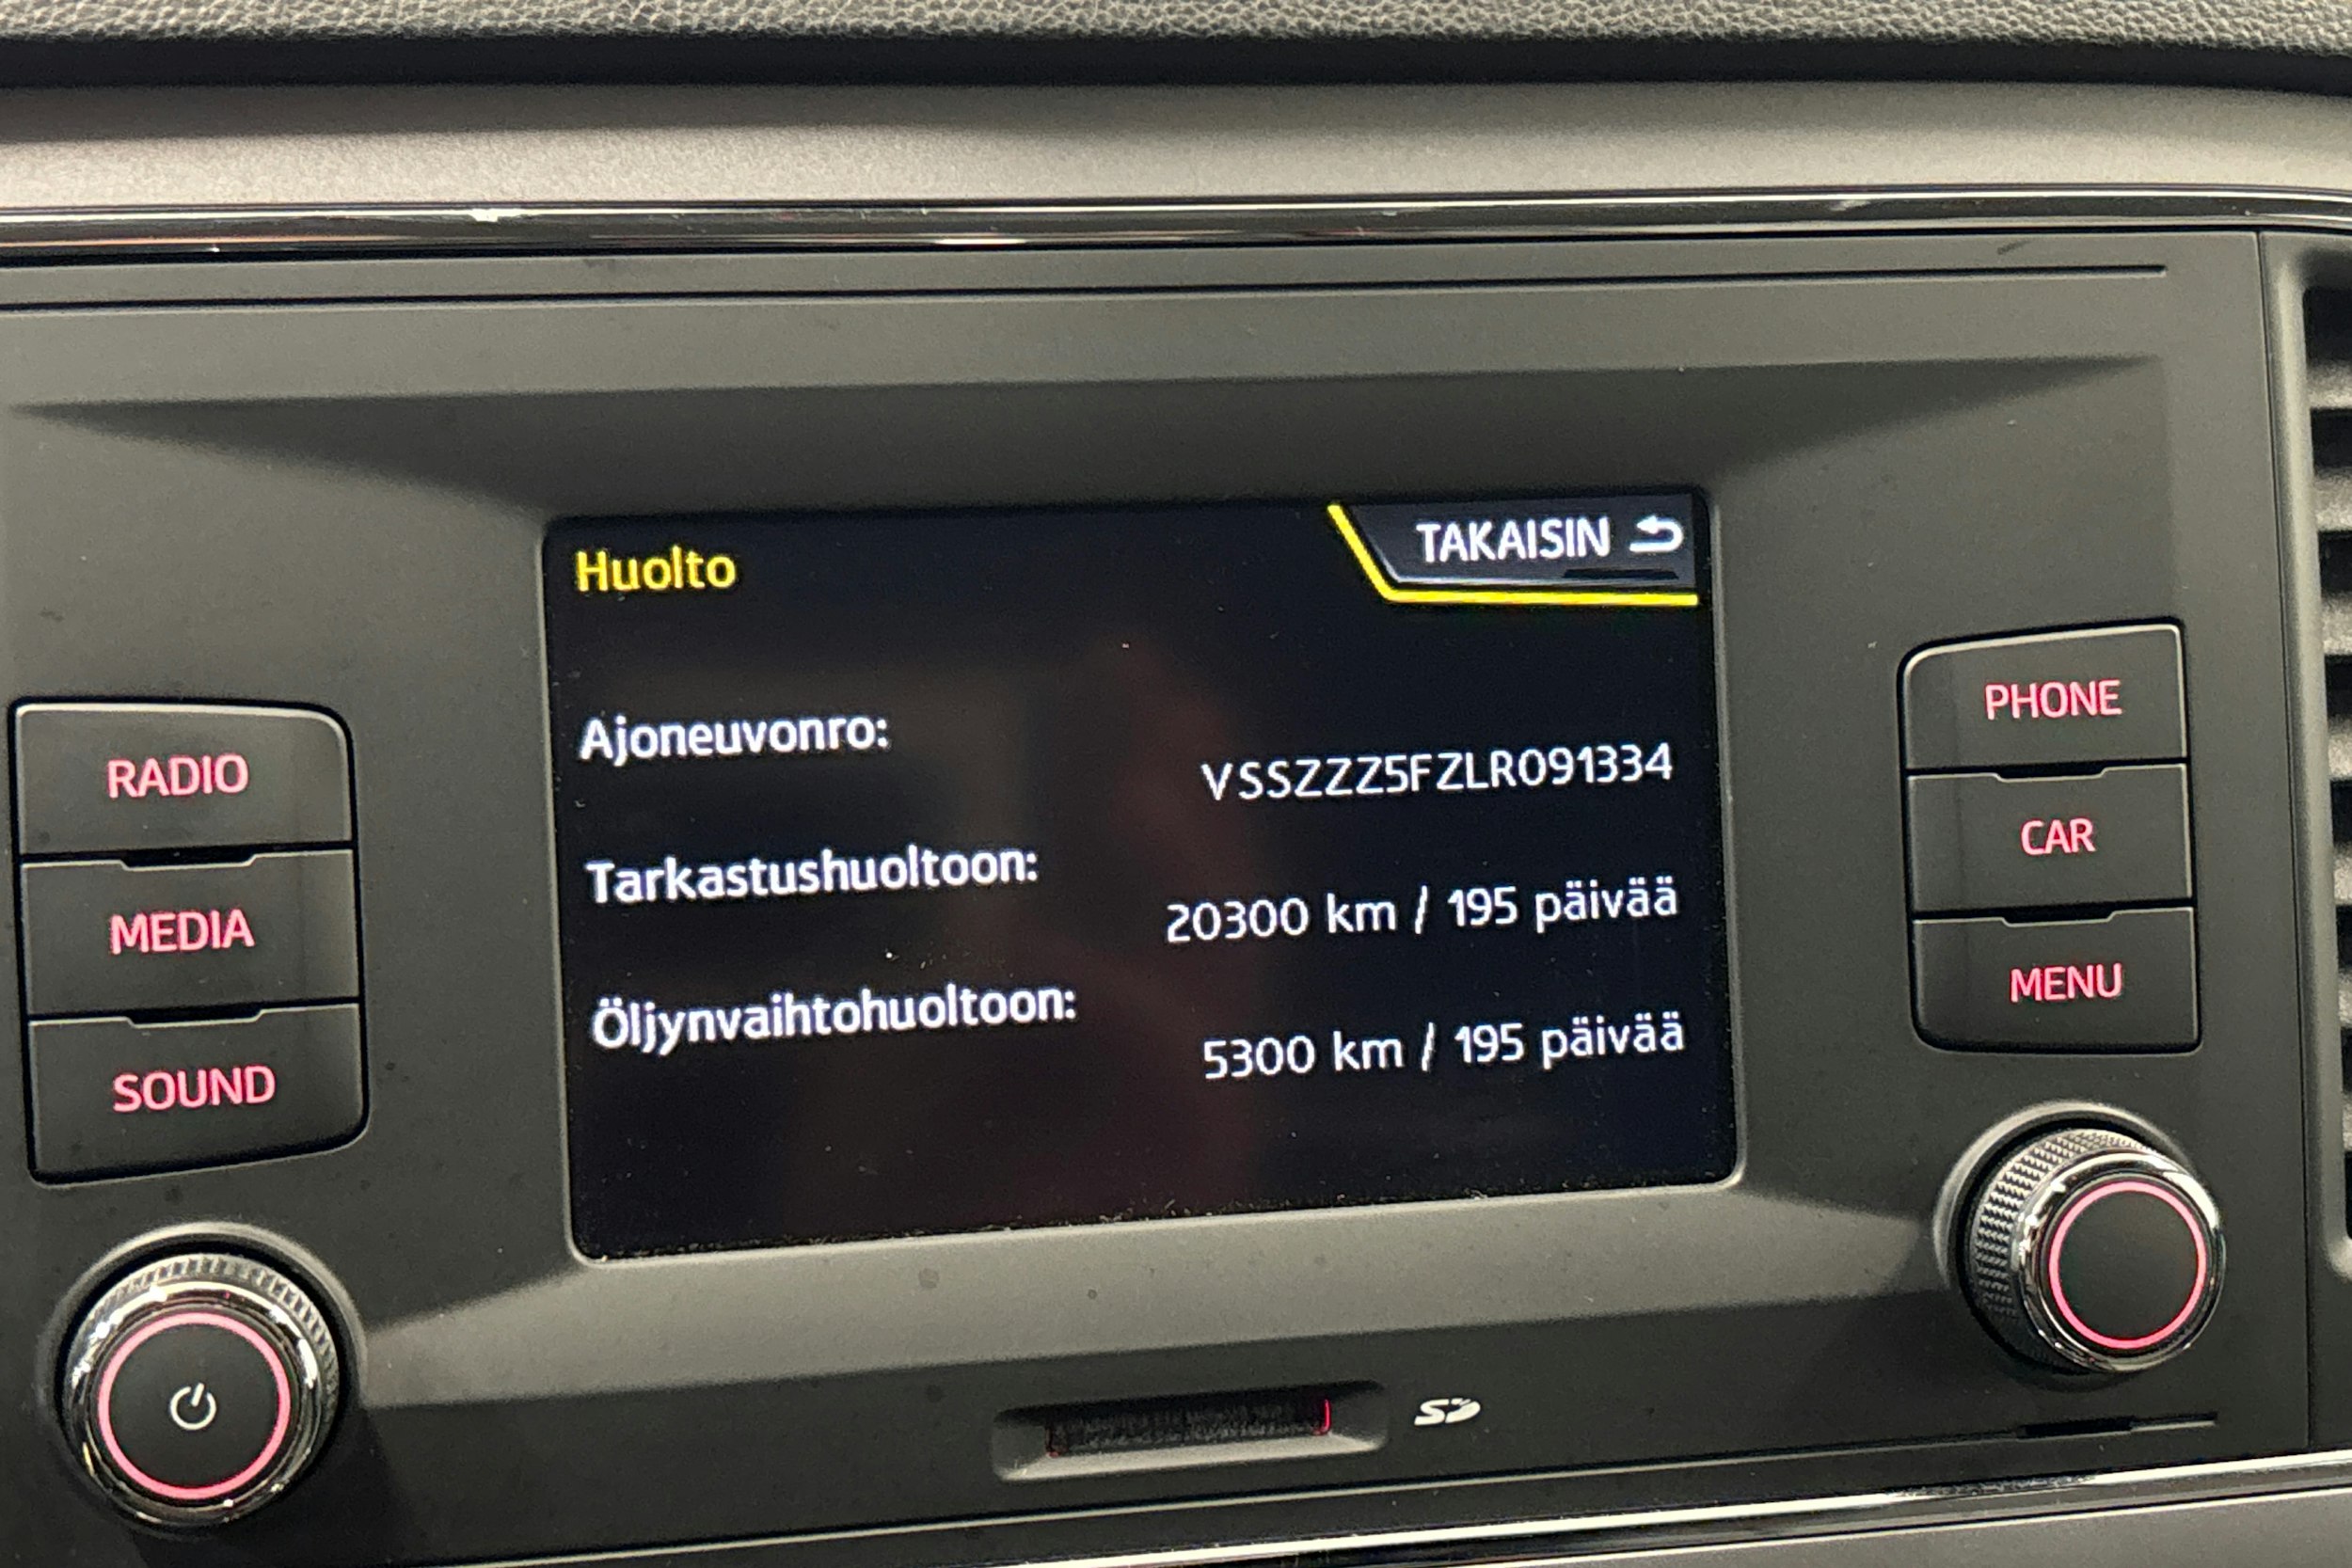 Huolto
TAKAISIN
Ajoneuvonro:
VSSZZZ5FZLR091334
Tarkastushuoltoon:
20300 km / 195 päivää
Öljynvaihtohuoltoon:
5300 km / 195 päivää
RADIO
MEDIA
SOUND
PHONE
CAR
MENU
SD